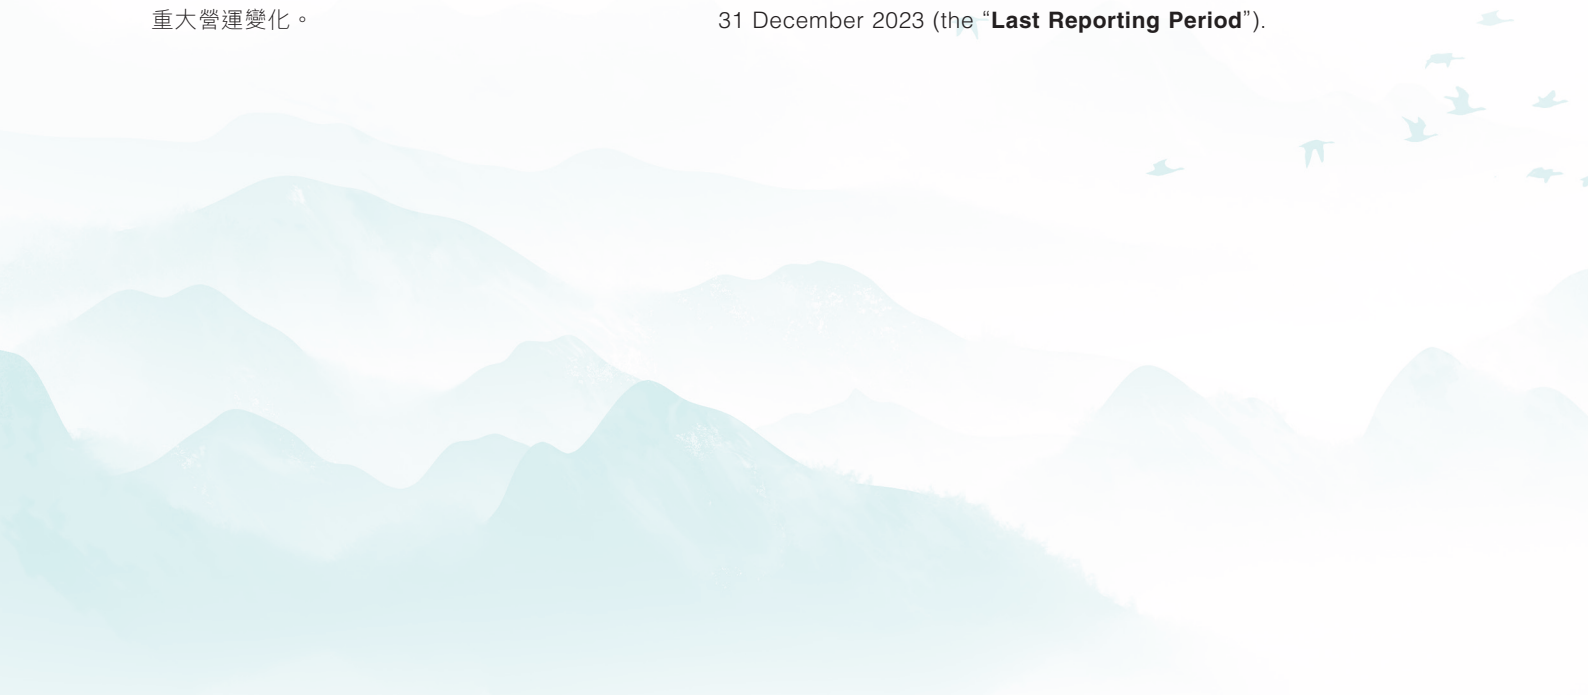 重大營運變化。
31 December 2023 (the “Last Reporting Period”).